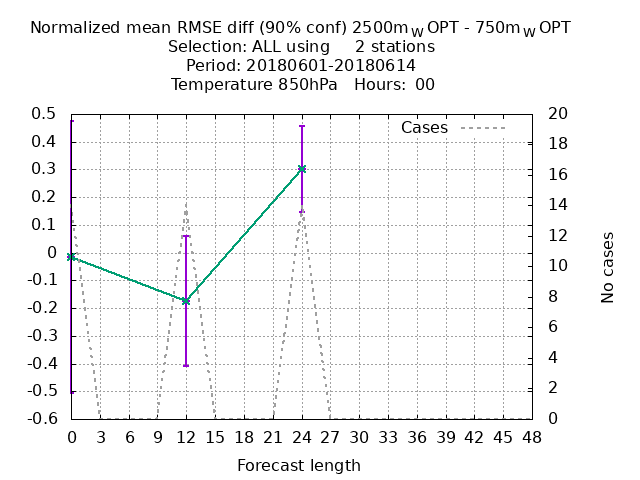 Normalized mean RMSE diff (90% conf) 2500m_W OPT - 750m_W OPT
Selection: ALL using 2 stations
Period: 20180601-20180614
Temperature 850hPa Hours: 00
Cases
0.5
0.4
0.3
0.2
0.1
0
-0.1
-0.2
-0.3
-0.4
-0.5
-0.6
20
18
16
14
12
10
8
6
4
2
0
No cases
0 3 6 9 12 15 18 21 24 27 30 33 36 39 42 45 48
Forecast length